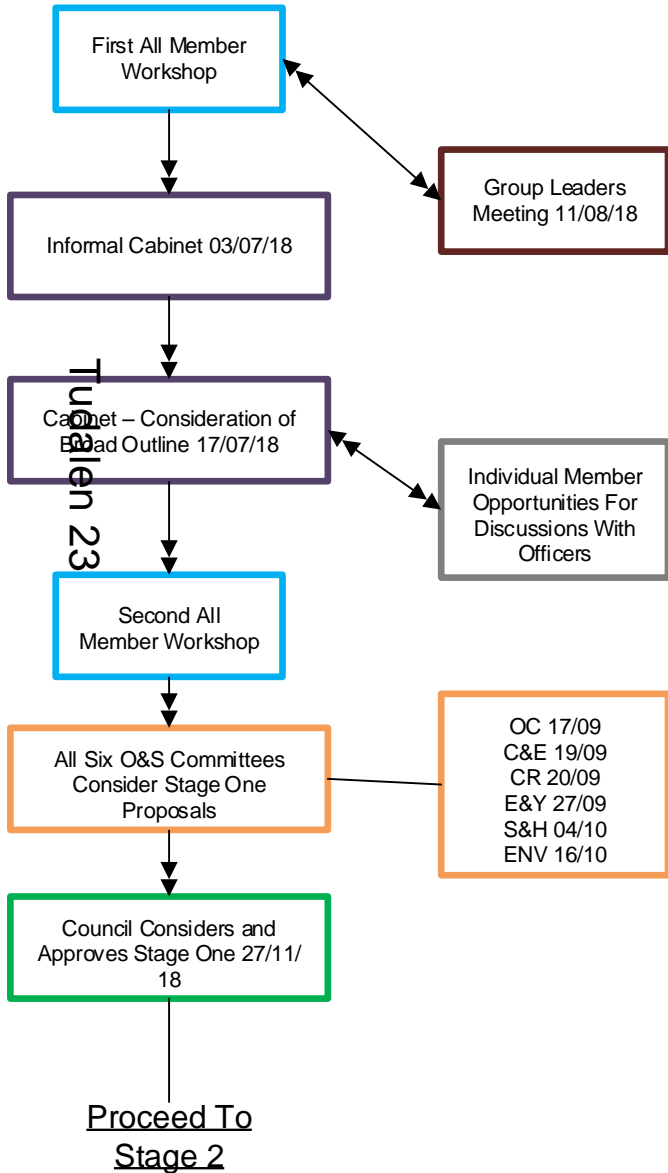 First All Member
Workshop
Group Leaders
Meeting 11/08/18
Informal Cabinet 03/07/18
Cabinet – Consideration of
Broad Outline 17/07/18
Tudalen 23
Individual Member
Opportunities For
Discussions With
Officers
Second All
Member Workshop
All Six O&S Committees
Consider Stage One
Proposals
OC 17/09
C&E 19/09
CR 20/09
E&Y 27/09
S&H 04/10
ENV 16/10
Council Considers and
Approves Stage One 27/11/
18
Proceed To
Stage 2